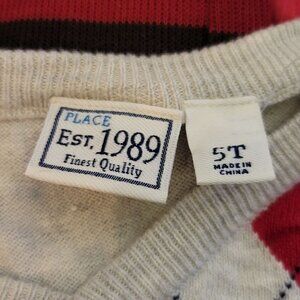 PLACE
EST. 1989
Finest Quality
5T
MADE IN
CHINA